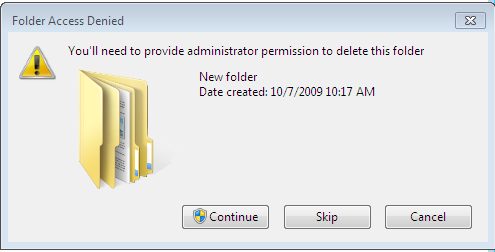 Folder Access Denied
You'll need to provide administrator permission to delete this folder
New folder
Date created: 10/7/2009 10:17 AM
Continue
Skip
Cancel